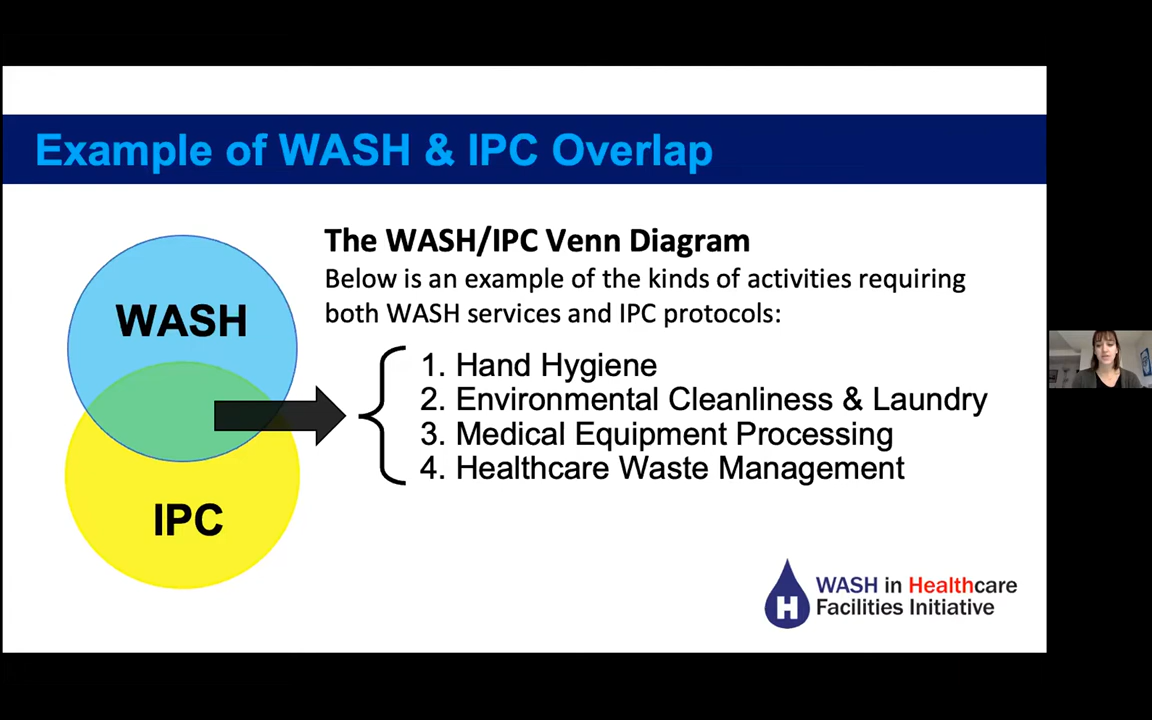 Example of WASH & IPC Overlap
WASH
IPC
The WASH/IPC Venn Diagram
Below is an example of the kinds of activities requiring
both WASH services and IPC protocols:
1. Hand Hygiene
2. Environmental Cleanliness & Laundry
3. Medical Equipment Processing
4. Healthcare Waste Management
H
WASH in Healthcare
Facilities Initiative